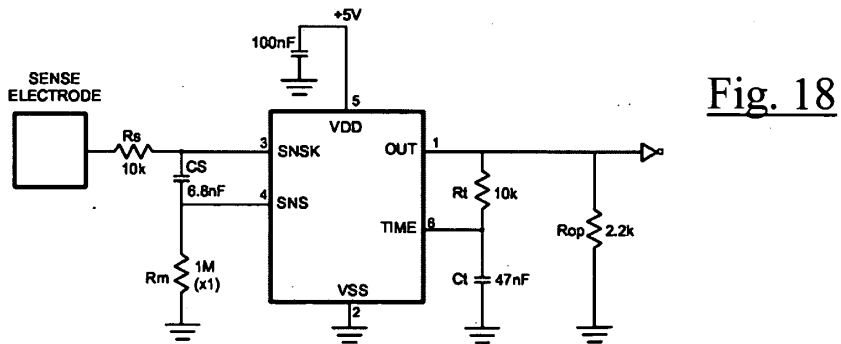 +5V
100nF
SENSE
ELECTRODE
5
VDD
Fig. 18
Rs
10k
3
SNSK
OUT
1
CS
6.8nF
4
SNS
Rt
10k
TIME
6
Rop
2.2k
Rm
1M
(x1)
Ct
47nF
VSS
2